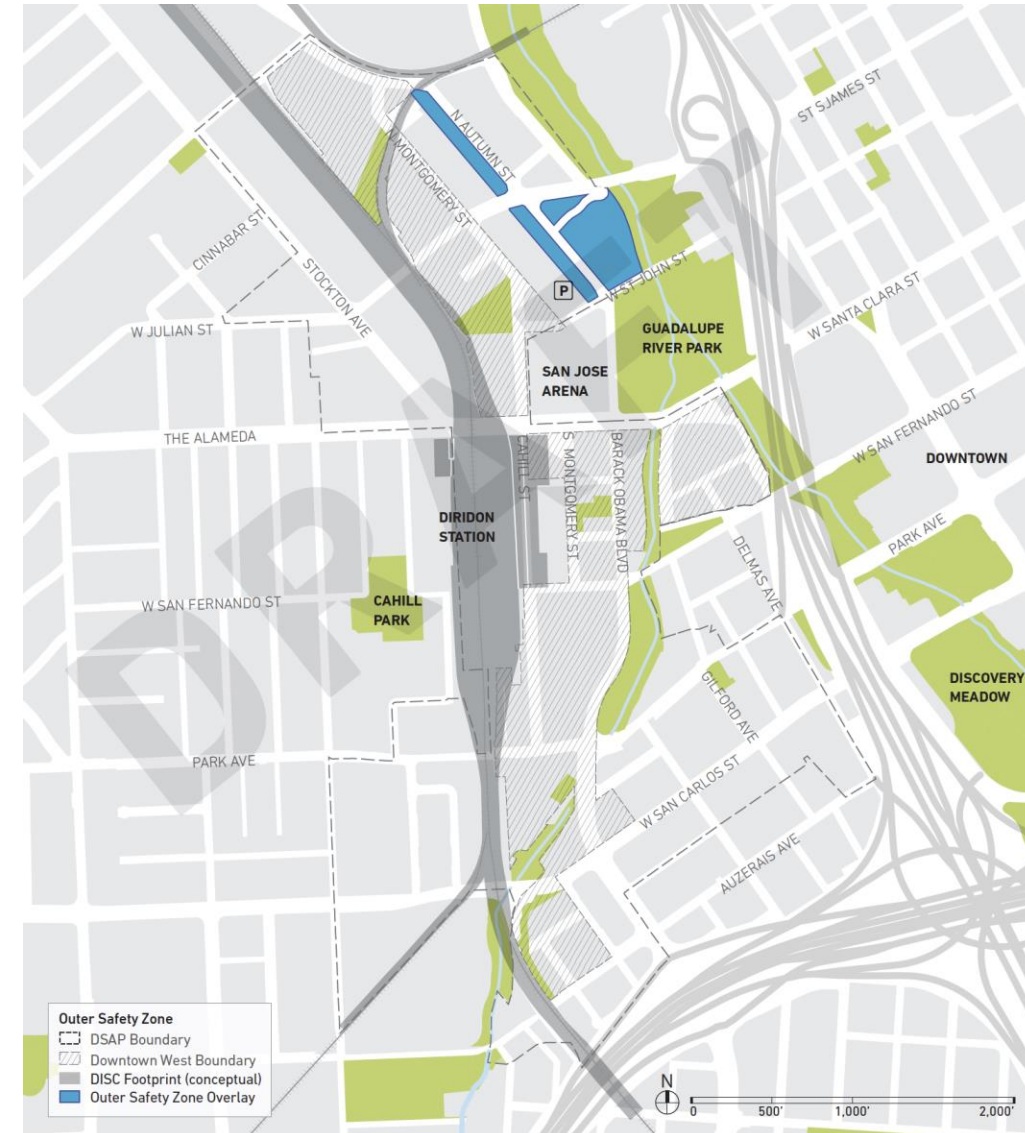 ST SJAMES ST
N AUTUMN ST
N MONTGOMERY ST
CINNABAR ST
STOCKTON AVE
P
W ST JOHN ST
W SANTA CLARA ST
W JULIAN ST
GUADALUPE
RIVER PARK
SAN JOSE
ARENA
W SAN FERNANDO ST
THE ALAMEDA
DOWNTOWN
CAHILL ST
S MONTGOMERY ST
BARACK OBAMA BLVD
DIRIDON
STATION
DELMAS AVE
PARK AVE
W SAN FERNANDO ST
CAHILL
PARK
GILFORD AVE
DISCOVERY
MEADOW
PARK AVE
W SAN CARLOS ST
AUZERAIS AVE
DRAFT
Outer Safety Zone
DSAP Boundary
Downtown West Boundary
DISC Footprint (conceptual)
Outer Safety Zone Overlay
N
0 500' 1,000' 2,000'